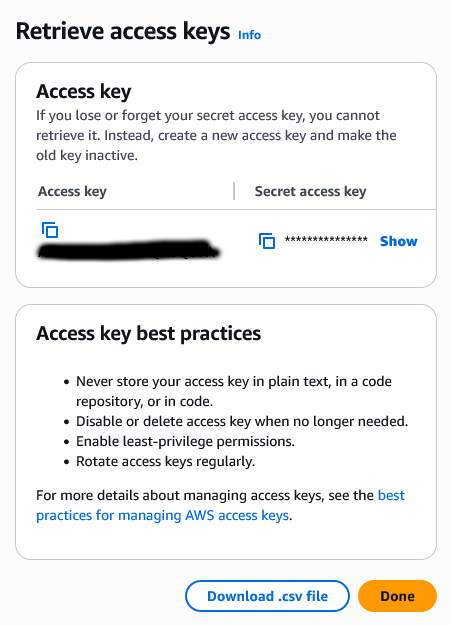 Retrieve access keys Info
Access key
If you lose or forget your secret access key, you cannot
retrieve it. Instead, create a new access key and make the
old key inactive.
Access key
Secret access key
*************** Show
Access key best practices
• Never store your access key in plain text, in a code
repository, or in code.
• Disable or delete access key when no longer needed.
• Enable least-privilege permissions.
• Rotate access keys regularly.
For more details about managing access keys, see the best
practices for managing AWS access keys.
Download .csv file
Done